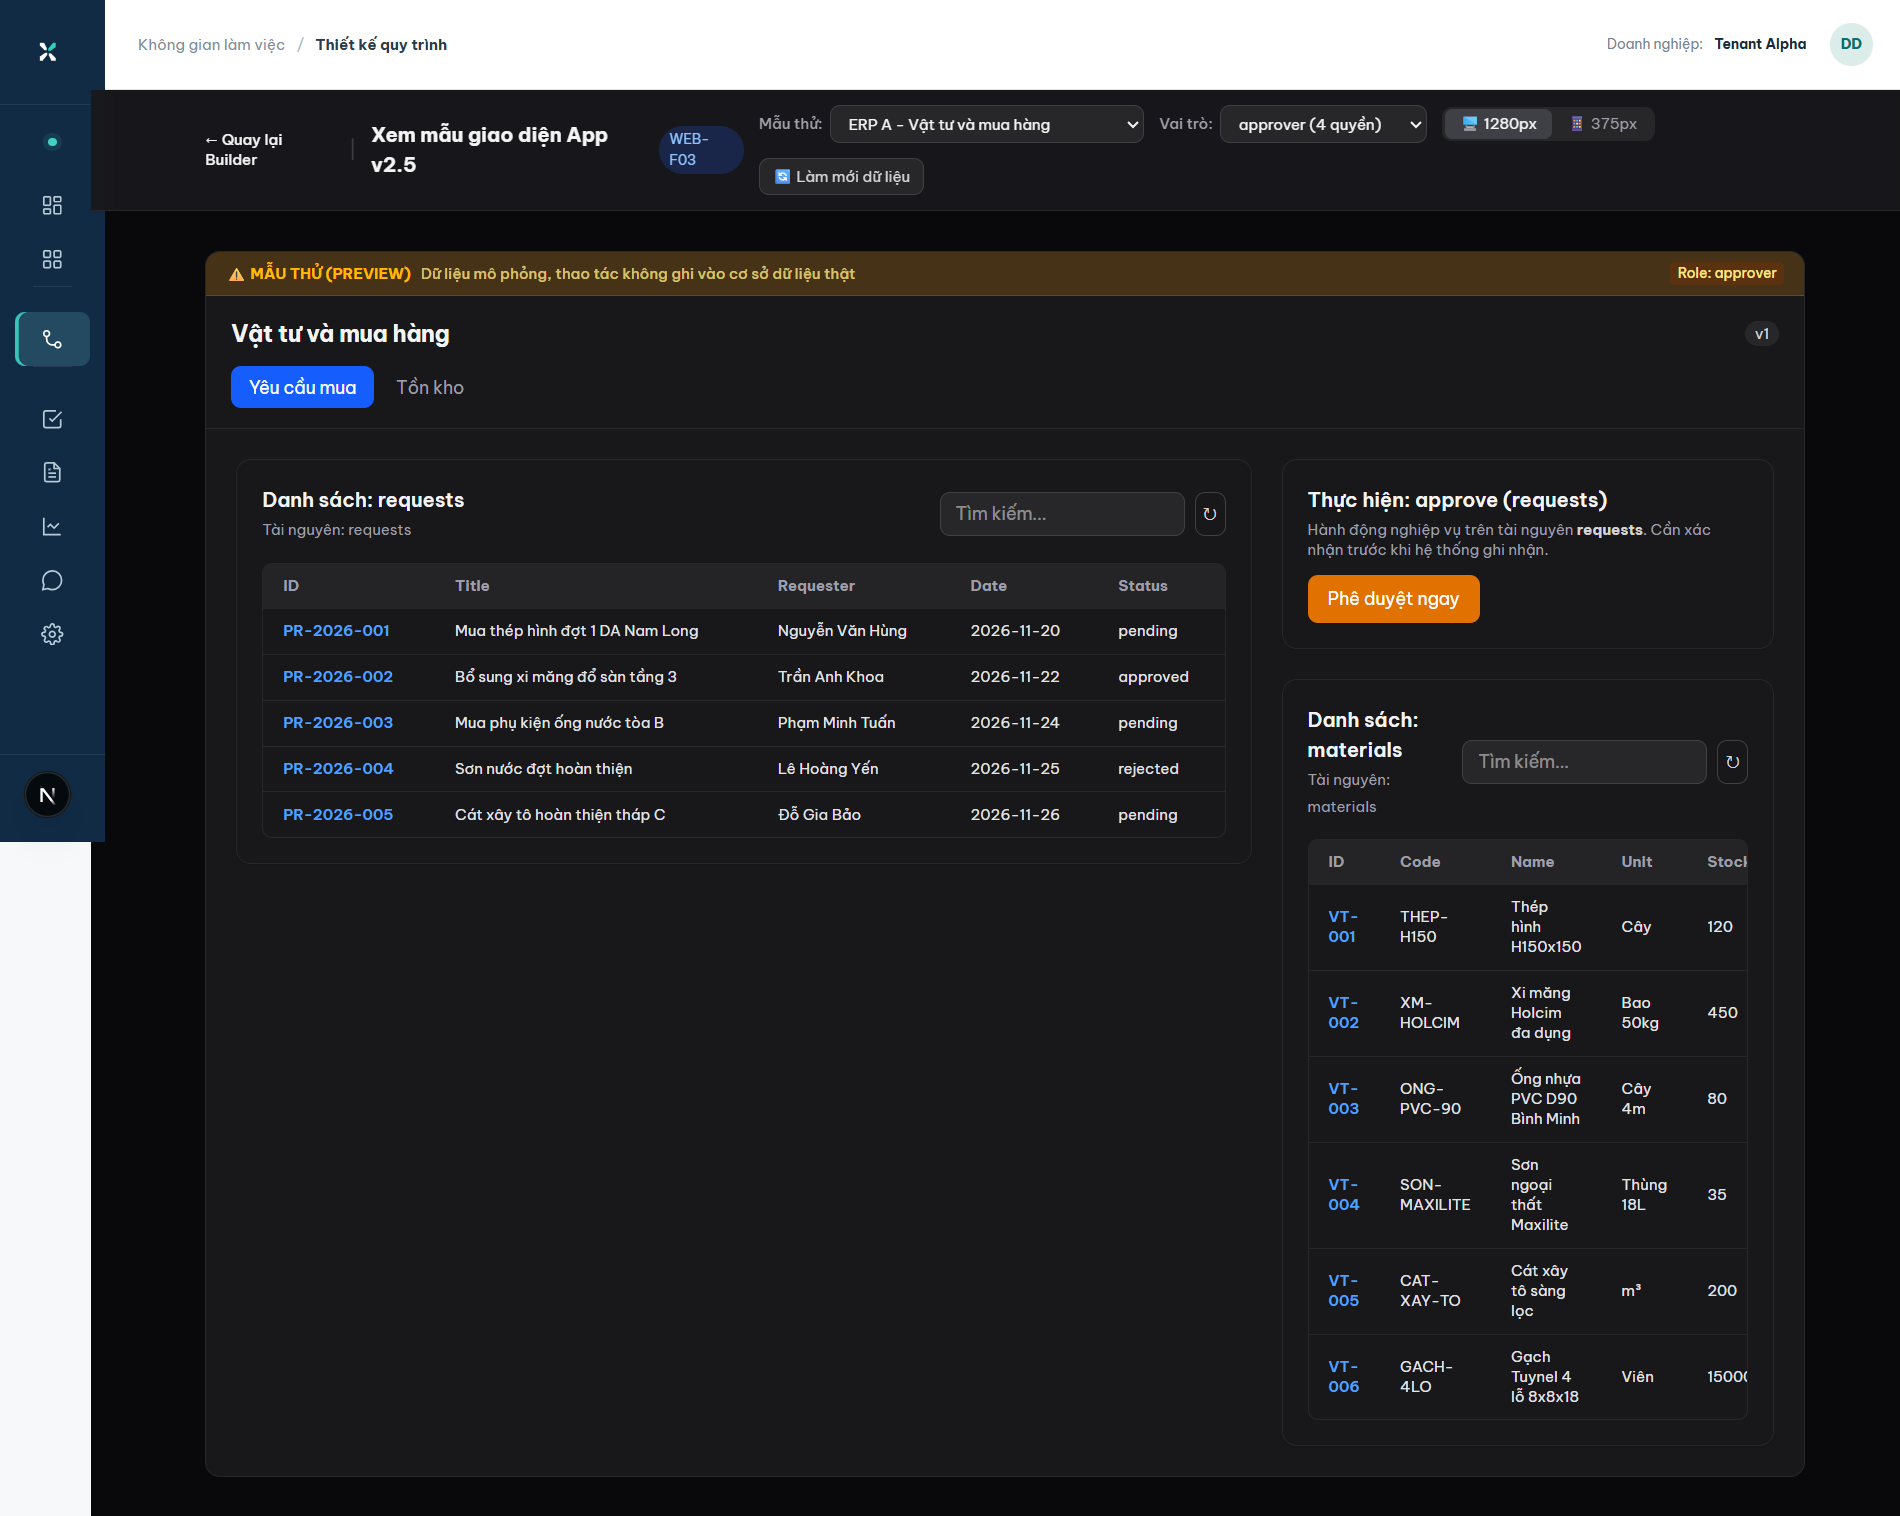 Không gian làm việc / Thiết kế quy trình
Doanh nghiệp: Tenant Alpha DD
← Quay lại
Builder
Xem mẫu giao diện App
v2.5
WEB-
F03
Mẫu thử: ERP A - Vật tư và mua hàng
Vai trò: approver (4 quyền)
1280px 375px
Làm mới dữ liệu
MẪU THỬ (PREVIEW) Dữ liệu mô phỏng, thao tác không ghi vào cơ sở dữ liệu thật
Role: approver
Vật tư và mua hàng v1
Yêu cầu mua Tồn kho
Danh sách: requests
Tài nguyên: requests
Tìm kiếm... ↻
ID Title Requester Date Status
PR-2026-001 Mua thép hình đợt 1 DA Nam Long Nguyễn Văn Hùng 2026-11-20 pending
PR-2026-002 Bổ sung xi măng đổ sàn tầng 3 Trần Anh Khoa 2026-11-22 approved
PR-2026-003 Mua phụ kiện ống nước tòa B Phạm Minh Tuấn 2026-11-24 pending
PR-2026-004 Sơn nước đợt hoàn thiện Lê Hoàng Yến 2026-11-25 rejected
PR-2026-005 Cát xây tô hoàn thiện tháp C Đỗ Gia Bảo 2026-11-26 pending
Thực hiện: approve (requests)
Hành động nghiệp vụ trên tài nguyên requests. Cần xác
nhận trước khi hệ thống ghi nhận.
Phê duyệt ngay
Danh sách:
materials
Tài nguyên:
materials
Tìm kiếm... ↻
ID Code Name Unit Stock
VT-
001
THEP-
H150
Thép
hình
H150x150
Cây
120
VT-
002
XM-
HOLCIM
Xi măng
Holcim
đa dụng
Bao
50kg
450
VT-
003
ONG-
PVC-90
Ống nhựa
PVC D90
Bình Minh
Cây
4m
80
VT-
004
SON-
MAXILITE
Sơn
ngoại
thất
Maxilite
Thùng
18L
35
VT-
005
CAT-
XAY-TO
Cát xây
tô sàng
lọc
m³
200
VT-
006
GACH-
4LO
Gạch
Tuynel 4
lỗ 8x8x18
Viên
15000
N